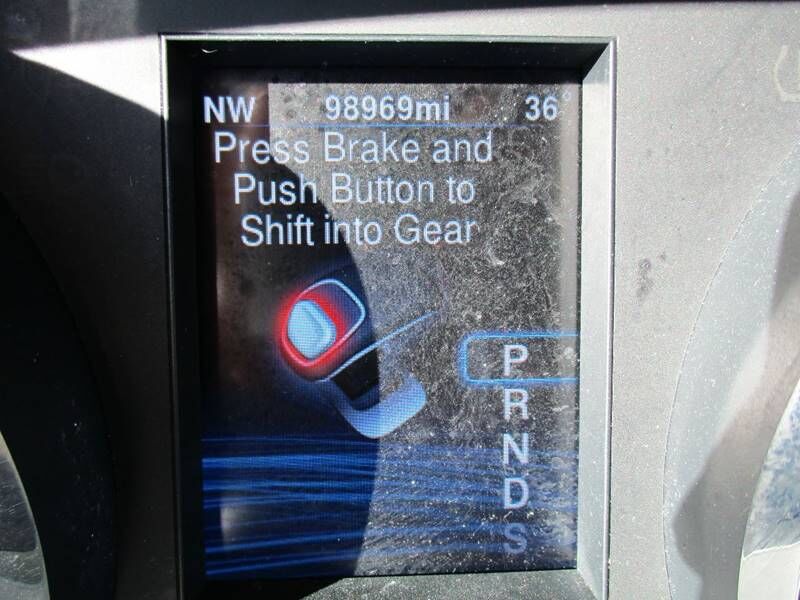 NW 98969mi 36°
Press Brake and
Push Button to
Shift into Gear
P
R
N
D
S